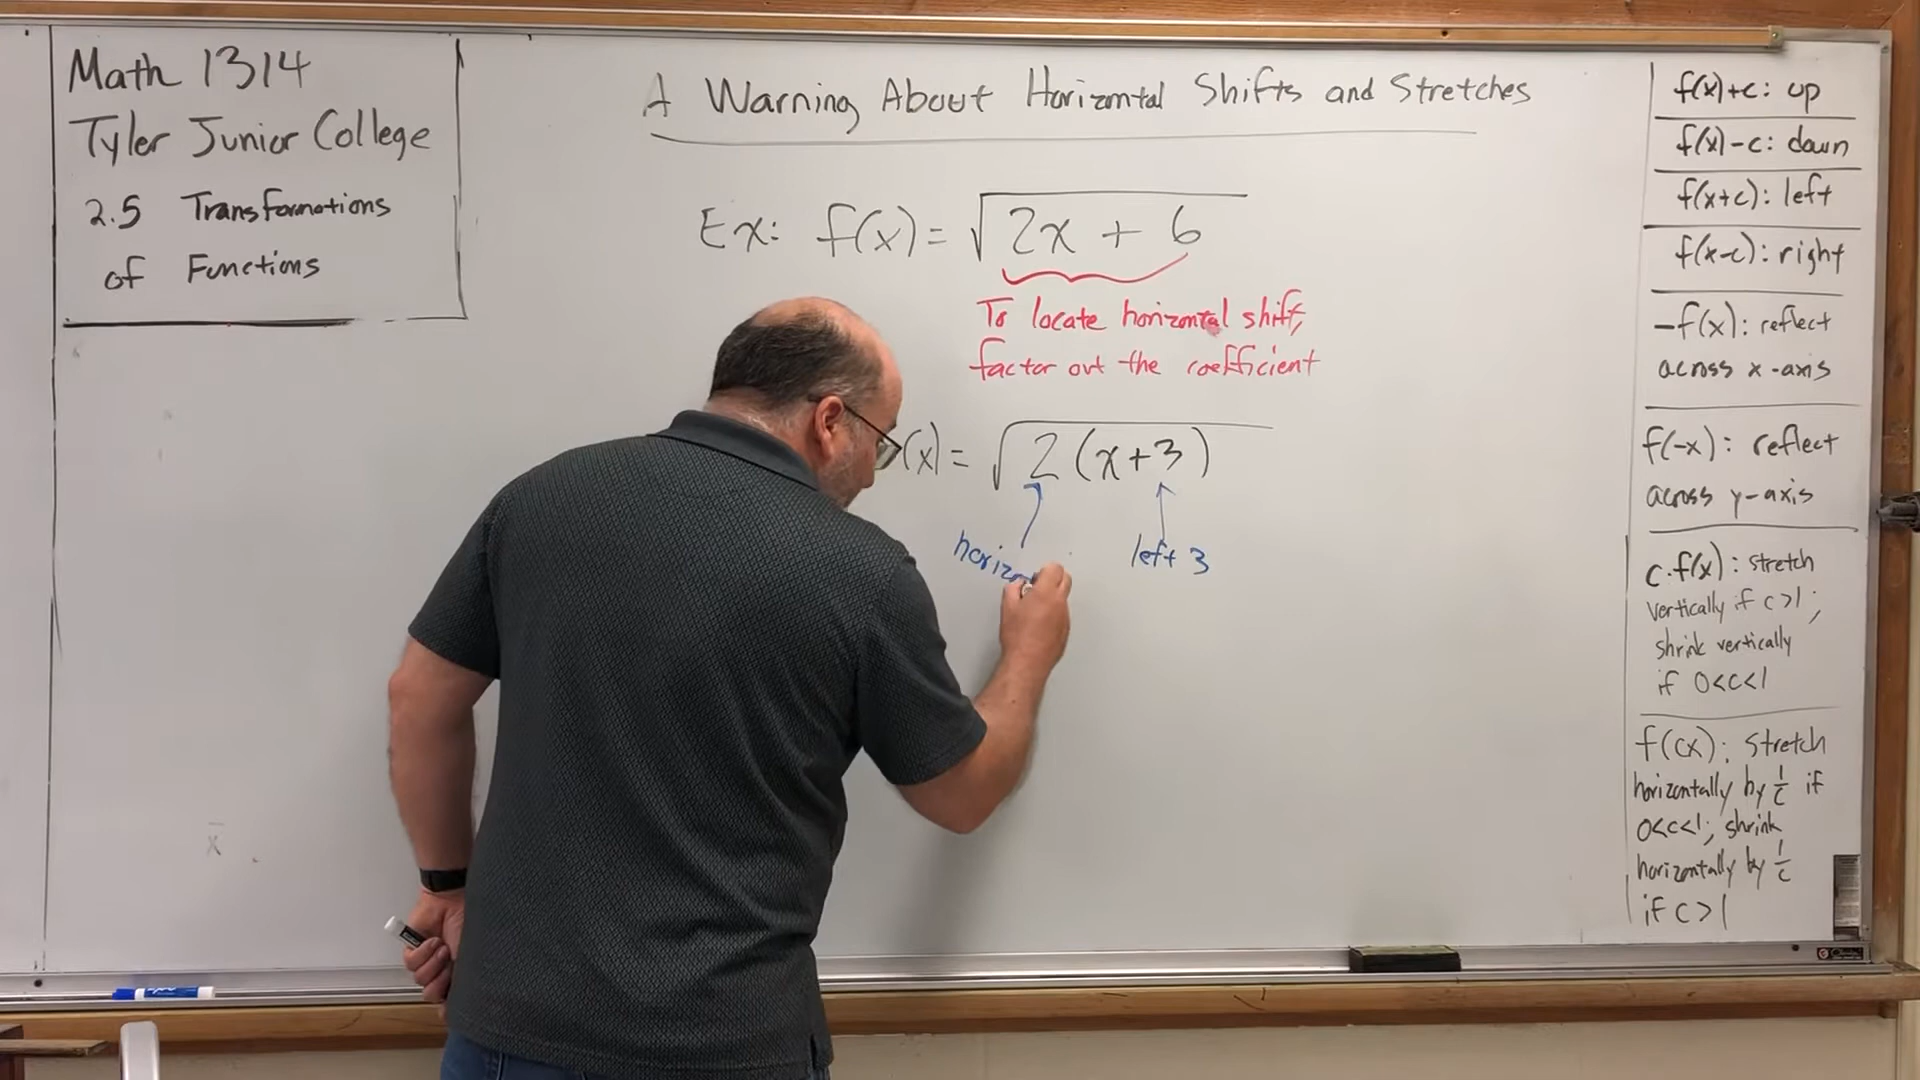 Math 1314
Tyler Junior College
2.5 Transformations
of Functions
A Warning About Horizontal Shifts and Stretches
Ex: f(x) = √2x + 6
To locate horizontal shift,
factor out the coefficient
(x) = √2(x+3)
left 3
f(x)+c: up
f(x)-c: down
f(x+c): left
f(x-c): right
-f(x): reflect
across x-axis
f(-x): reflect
across y-axis
c·f(x): stretch
vertically if c>1;
shrink vertically
if 0<c<1
f(cx): stretch
horizontally by 1/c if
0<c<1; shrink
horizontally by 1/c
if c>1